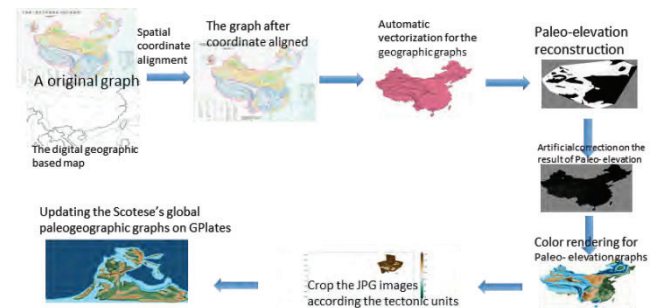 Spatial
coordinate
alignment
A original graph
The digital geographic
based map
The graph after
coordinate aligned
Automatic
vectorization for the
geographic graphs
Paleo-elevation
reconstruction
Artificial correction on the
result of Paleo- elevation
Color rendering for
Paleo- elevation graphs
Crop the JPG images
according the tectonic units
Updating the Scotese's global
paleogeographic graphs on GPlates